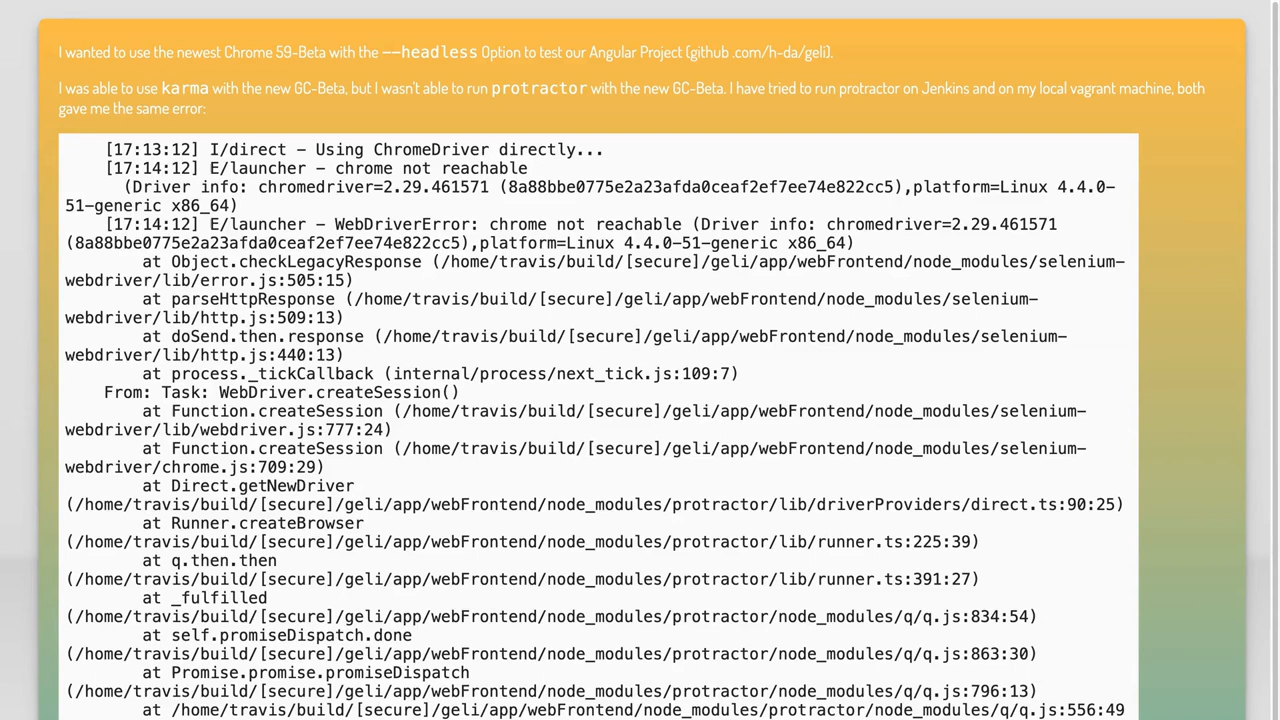 I wanted to use the newest Chrome 59-Beta with the --headless Option to test our Angular Project (github .com/h-da/geli).
I was able to use karma with the new GC-Beta, but I wasn't able to run protractor with the new GC-Beta. I have tried to run protractor on Jenkins and on my local vagrant machine, both
gave me the same error:
[17:13:12] I/direct - Using ChromeDriver directly...
[17:14:12] E/launcher - chrome not reachable
(Driver info: chromedriver=2.29.461571 (8a88bbe0775e2a23afda0ceaf2ef7ee74e822cc5),platform=Linux 4.4.0-
51-generic x86_64)
[17:14:12] E/launcher - WebDriverError: chrome not reachable (Driver info: chromedriver=2.29.461571
(8a88bbe0775e2a23afda0ceaf2ef7ee74e822cc5),platform=Linux 4.4.0-51-generic x86_64)
at Object.checkLegacyResponse (/home/travis/build/[secure]/geli/app/webFrontend/node_modules/selenium-
webdriver/lib/error.js:505:15)
at parseHttpResponse (/home/travis/build/[secure]/geli/app/webFrontend/node_modules/selenium-
webdriver/lib/http.js:509:13)
at doSend.then.response (/home/travis/build/[secure]/geli/app/webFrontend/node_modules/selenium-
webdriver/lib/http.js:440:13)
at process._tickCallback (internal/process/next_tick.js:109:7)
From: Task: WebDriver.createSession()
at Function.createSession (/home/travis/build/[secure]/geli/app/webFrontend/node_modules/selenium-
webdriver/lib/webdriver.js:777:24)
at Function.createSession (/home/travis/build/[secure]/geli/app/webFrontend/node_modules/selenium-
webdriver/chrome.js:709:29)
at Direct.getNewDriver
(/home/travis/build/[secure]/geli/app/webFrontend/node_modules/protractor/lib/driverProviders/direct.ts:90:25)
at Runner.createBrowser
(/home/travis/build/[secure]/geli/app/webFrontend/node_modules/protractor/lib/runner.ts:225:39)
at q.then.then
(/home/travis/build/[secure]/geli/app/webFrontend/node_modules/protractor/lib/runner.ts:391:27)
at _fulfilled
(/home/travis/build/[secure]/geli/app/webFrontend/node_modules/protractor/node_modules/q/q.js:834:54)
at self.promiseDispatch.done
(/home/travis/build/[secure]/geli/app/webFrontend/node_modules/protractor/node_modules/q/q.js:863:30)
at Promise.promise.promiseDispatch
(/home/travis/build/[secure]/geli/app/webFrontend/node_modules/protractor/node_modules/q/q.js:796:13)
at /home/travis/build/[secure]/geli/app/webFrontend/node_modules/protractor/node_modules/q/q.js:556:49